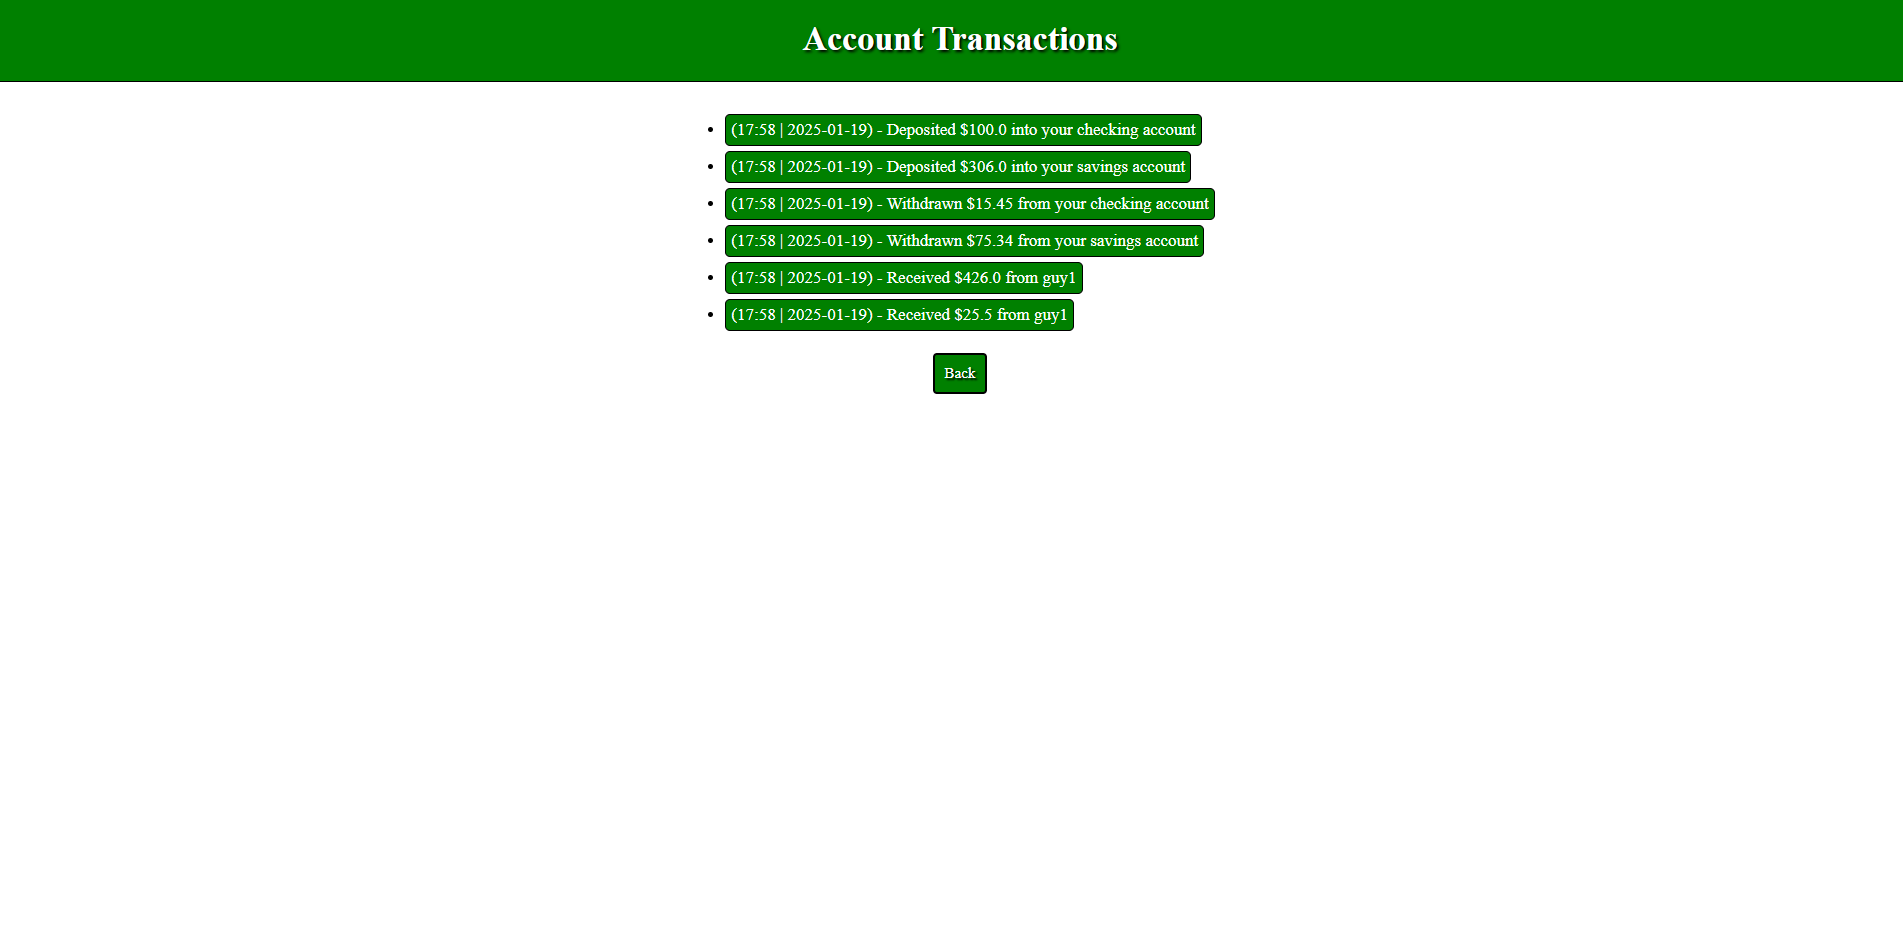 Account Transactions
(17:58 | 2025-01-19) - Deposited $100.0 into your checking account
(17:58 | 2025-01-19) - Deposited $306.0 into your savings account
(17:58 | 2025-01-19) - Withdrawn $15.45 from your checking account
(17:58 | 2025-01-19) - Withdrawn $75.34 from your savings account
(17:58 | 2025-01-19) - Received $426.0 from guy1
(17:58 | 2025-01-19) - Received $25.5 from guy1
Back